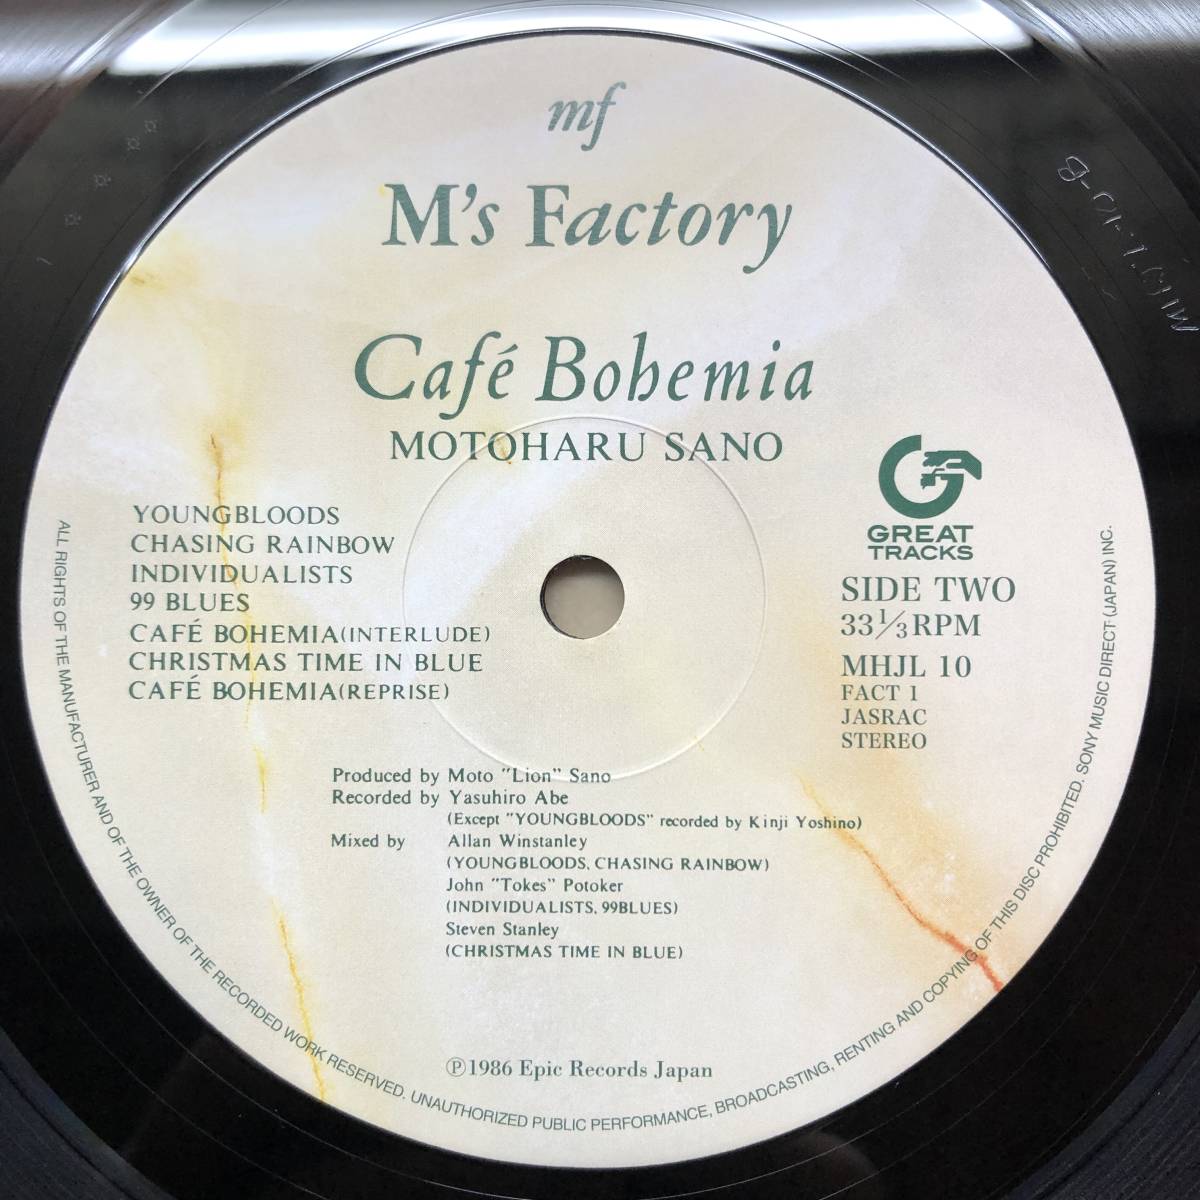 mf
M's Factory
Café Bohemia
MOTOHARU SANO
YOUNGBLOODS
CHASING RAINBOW
INDIVIDUALISTS
99 BLUES
CAFÉ BOHEMIA(INTERLUDE)
CHRISTMAS TIME IN BLUE
CAFÉ BOHEMIA(REPRISE)
GREAT
TRACKS
SIDE TWO
33 1/3 RPM
MHJL 10
FACT 1
JASRAC
STEREO
Produced by Moto "Lion" Sano
Recorded by Yasuhiro Abe
(Except "YOUNGBLOODS" recorded by Kinji Yoshino)
Mixed by Allan Winstanley
(YOUNGBLOODS, CHASING RAINBOW)
John "Tokes" Potoker
(INDIVIDUALISTS, 99BLUES)
Steven Stanley
(CHRISTMAS TIME IN BLUE)
Ⓟ1986 Epic Records Japan
ALL RIGHTS OF THE MANUFACTURER AND OF THE OWNER OF THE RECORDED WORK RESERVED. UNAUTHORIZED PUBLIC PERFORMANCE, BROADCASTING, RENTING AND COPYING OF THIS DISC PROHIBITED. SONY MUSIC DIRECT (JAPAN) INC.